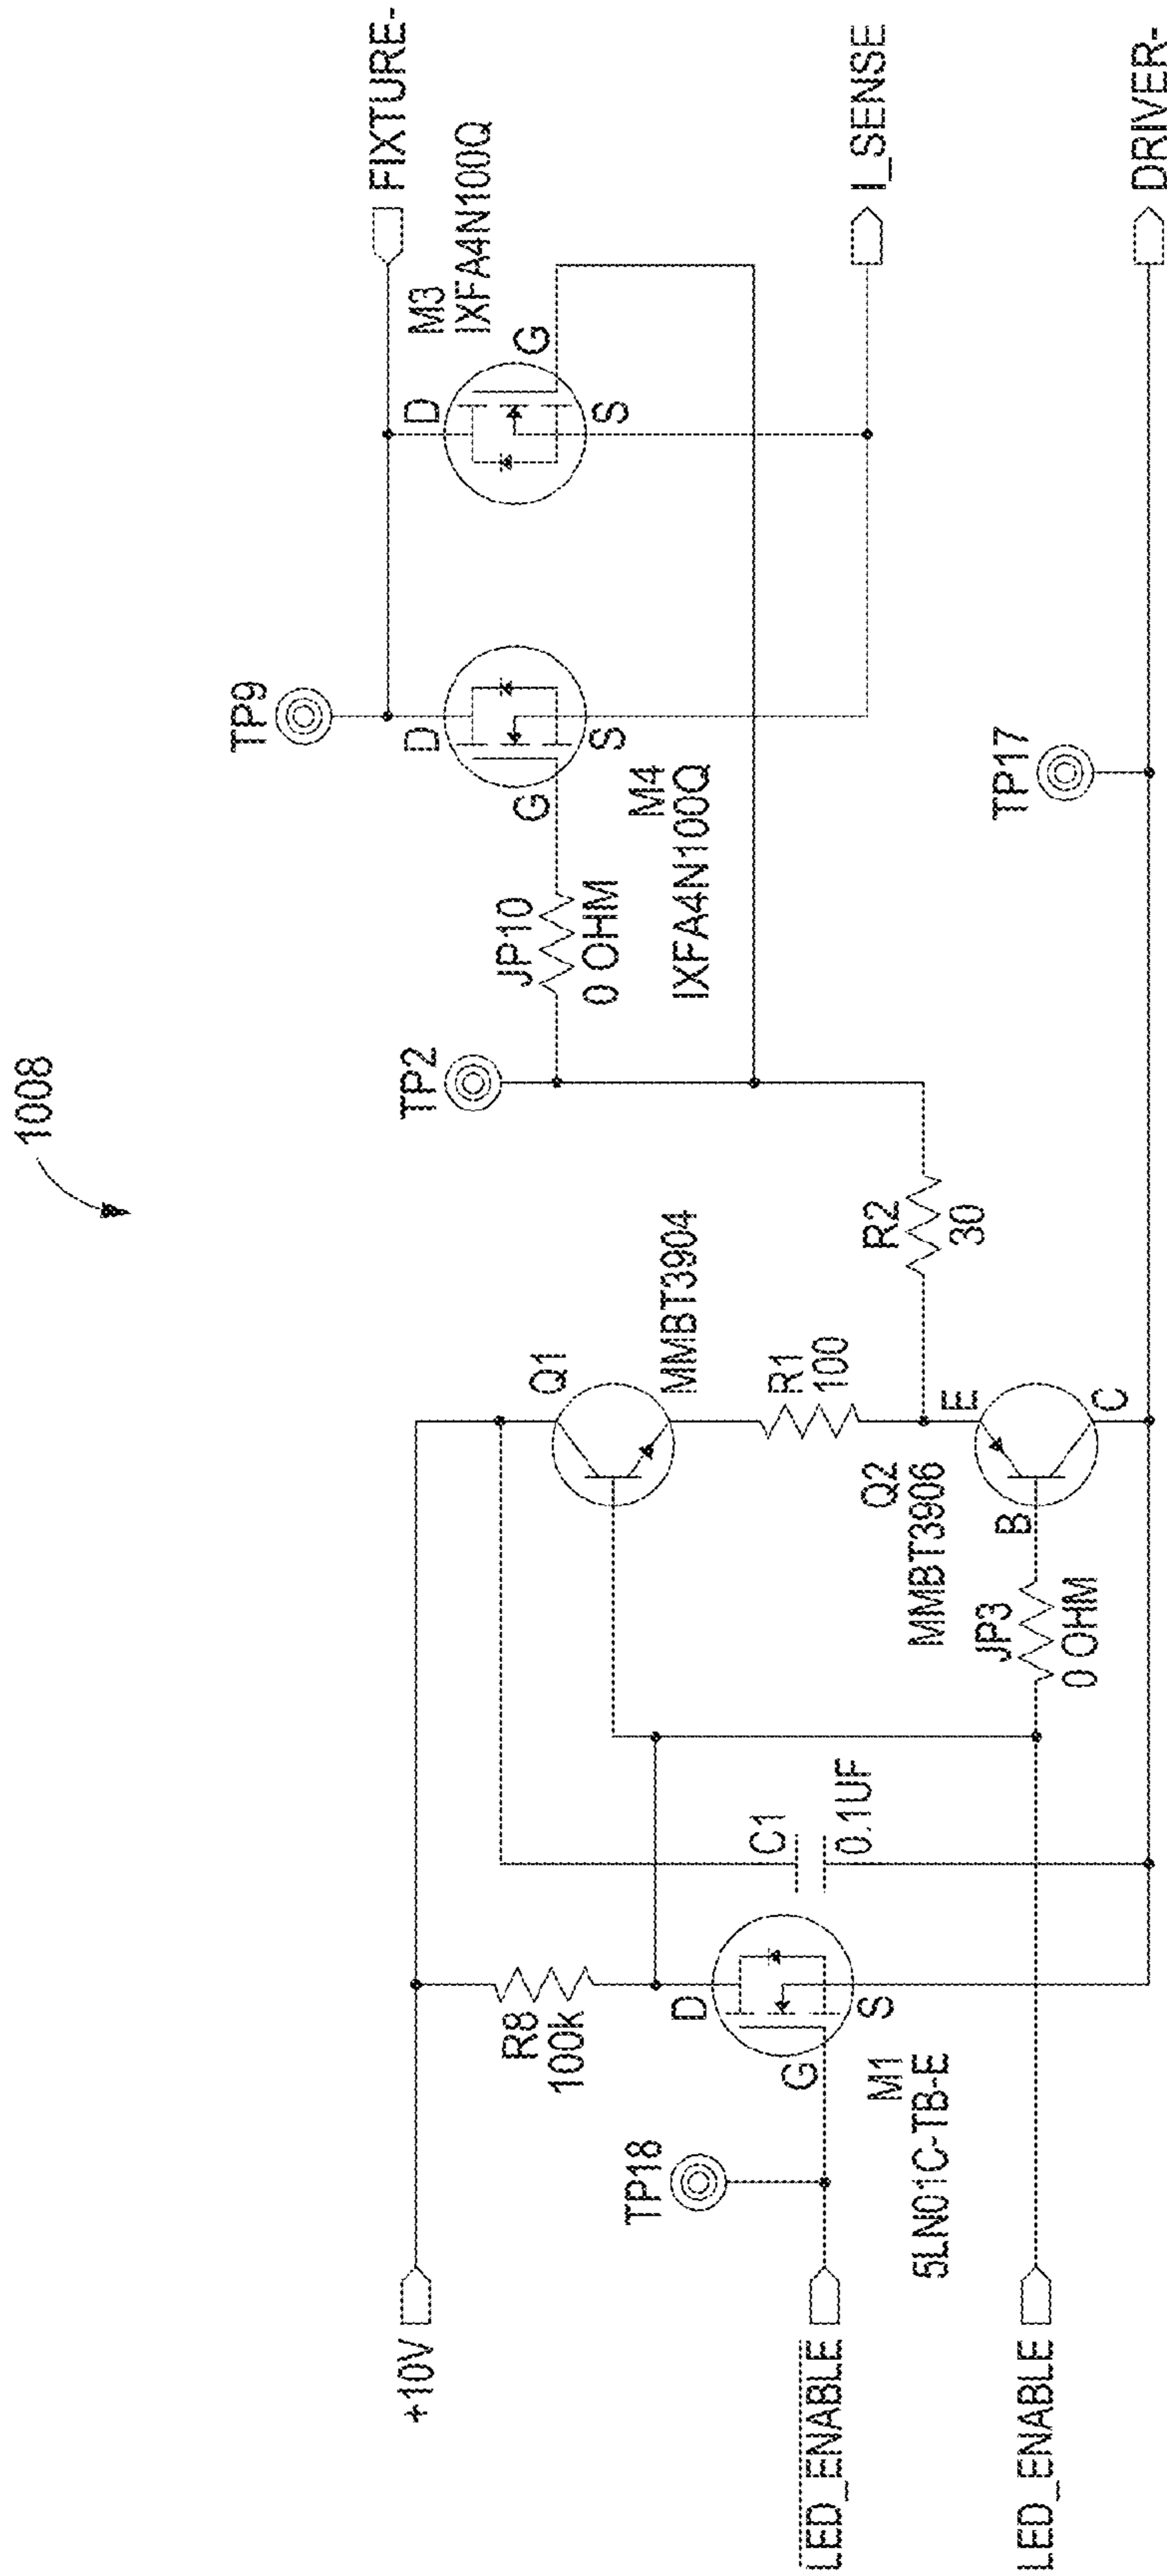 1008
+10V
LED_ENABLE
LED_ENABLE
TP18
R8
100k
D
G
S
M1
5LN01C-TB-E
C1
0.1UF
Q1
MMBT3904
R1
100
Q2
MMBT3906
E
B
C
JP3
0 OHM
R2
30
TP2
JP10
0 OHM
TP9
D
G
S
M4
IXFA4N100Q
M3
IXFA4N100Q
D
G
S
TP17
FIXTURE-
I_SENSE
DRIVER-